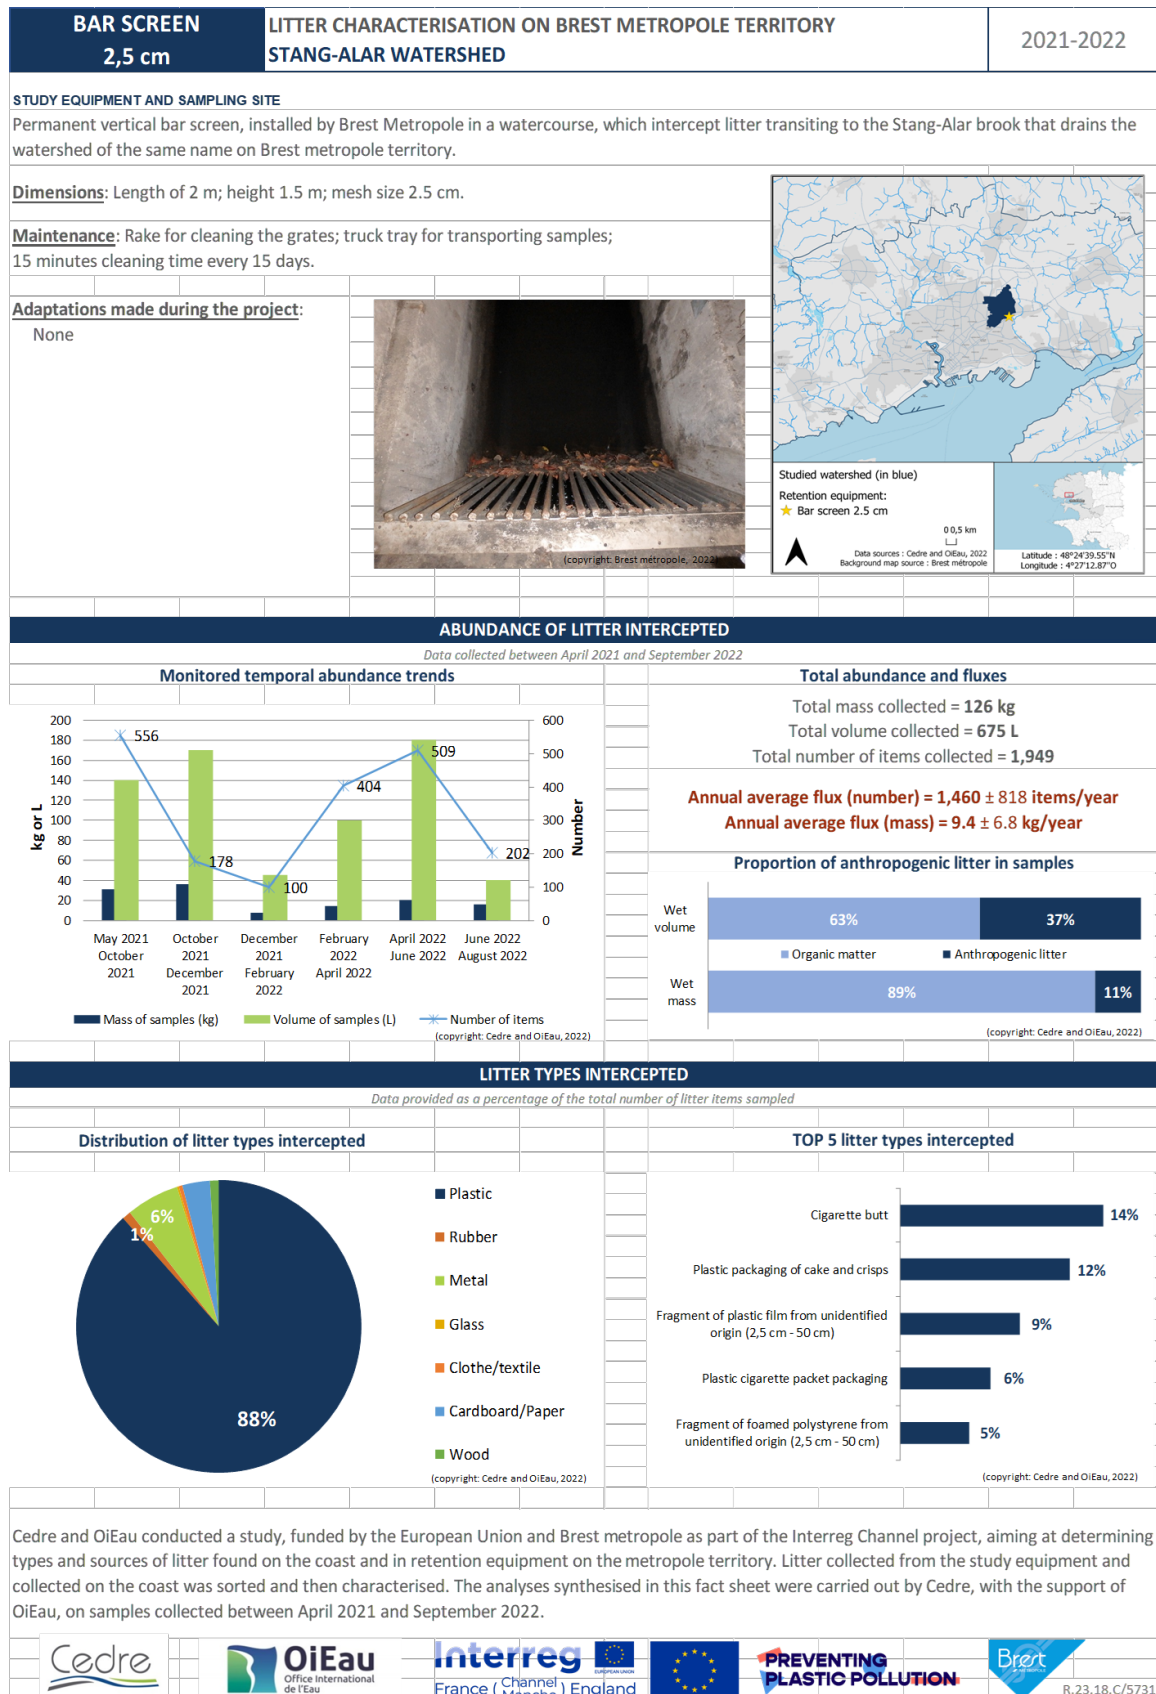 BAR SCREEN
2,5 cm
LITTER CHARACTERISATION ON BREST METROPOLE TERRITORY
STANG-ALAR WATERSHED
2021-2022
STUDY EQUIPMENT AND SAMPLING SITE
Permanent vertical bar screen, installed by Brest Metropole in a watercourse, which intercept litter transiting to the Stang-Alar brook that drains the
watershed of the same name on Brest metropole territory.
Dimensions: Length of 2 m; height 1.5 m; mesh size 2.5 cm.
Maintenance: Rake for cleaning the grates; truck tray for transporting samples;
15 minutes cleaning time every 15 days.
Adaptations made during the project:
None
(copyright: Brest métropole, 2022)
Studied watershed (in blue)
Retention equipment:
Bar screen 2.5 cm
0 0,5 km
Data sources : Cedre and OiEau, 2022
Background map source : Brest métropole
Latitude : 48°24'39.55"N
Longitude : 4°27'12.87"O
ABUNDANCE OF LITTER INTERCEPTED
Data collected between April 2021 and September 2022
Monitored temporal abundance trends
kg or L
200
180
160
140
120
100
80
60
40
20
0
600
500
400
300
200
100
0
Number
556
178
100
404
509
202
May 2021
October
2021
October
2021
December
2021
December
2021
February
2022
February
2022
April 2022
April 2022
June 2022
June 2022
August 2022
Mass of samples (kg)
Volume of samples (L)
Number of items
(copyright: Cedre and OiEau, 2022)
Total abundance and fluxes
Total mass collected = 126 kg
Total volume collected = 675 L
Total number of items collected = 1,949
Annual average flux (number) = 1,460 ± 818 items/year
Annual average flux (mass) = 9.4 ± 6.8 kg/year
Proportion of anthropogenic litter in samples
Wet
volume
63%
37%
Organic matter
Anthropogenic litter
Wet
mass
89%
11%
(copyright: Cedre and OiEau, 2022)
LITTER TYPES INTERCEPTED
Data provided as a percentage of the total number of litter items sampled
Distribution of litter types intercepted
6%
1%
88%
Plastic
Rubber
Metal
Glass
Clothe/textile
Cardboard/Paper
Wood
(copyright: Cedre and OiEau, 2022)
TOP 5 litter types intercepted
Cigarette butt
14%
Plastic packaging of cake and crisps
12%
Fragment of plastic film from unidentified
origin (2,5 cm - 50 cm)
9%
Plastic cigarette packet packaging
6%
Fragment of foamed polystyrene from
unidentified origin (2,5 cm - 50 cm)
5%
(copyright: Cedre and OiEau, 2022)
Cedre and OiEau conducted a study, funded by the European Union and Brest metropole as part of the Interreg Channel project, aiming at determining
types and sources of litter found on the coast and in retention equipment on the metropole territory. Litter collected from the study equipment and
collected on the coast was sorted and then characterised. The analyses synthesised in this fact sheet were carried out by Cedre, with the support of
OiEau, on samples collected between April 2021 and September 2022.
Cedre
OiEau
Office International
de l'Eau
Interreg
EUROPEAN UNION
France ( Channel
Manche ) England
PREVENTING
PLASTIC POLLUTION
Brest
MÉTROPOLE
R.23.18.C/5731